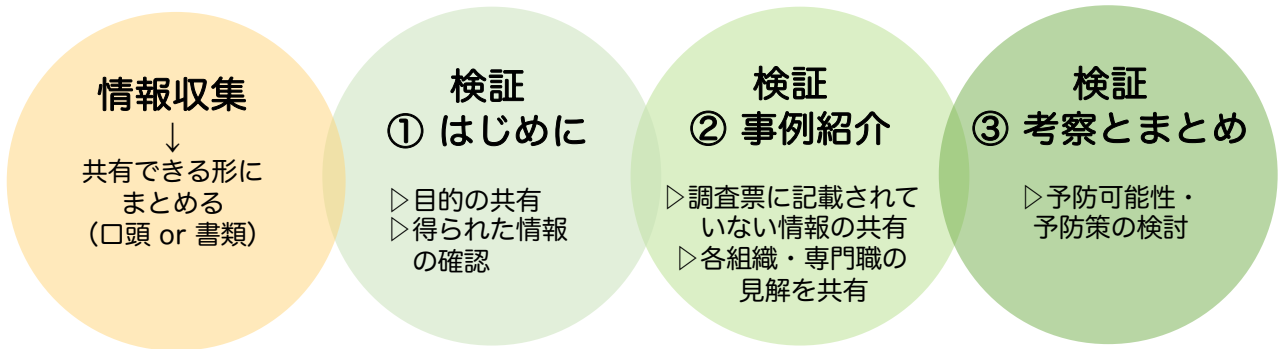 情報収集
↓
共有できる形に
まとめる
(口頭 or 書類)
検証
① はじめに
▷目的の共有
▷得られた情報
の確認
検証
② 事例紹介
▷調査票に記載されて
いない情報の共有
▷各組織・専門職の
見解を共有
検証
③ 考察とまとめ
▷予防可能性・
予防策の検討